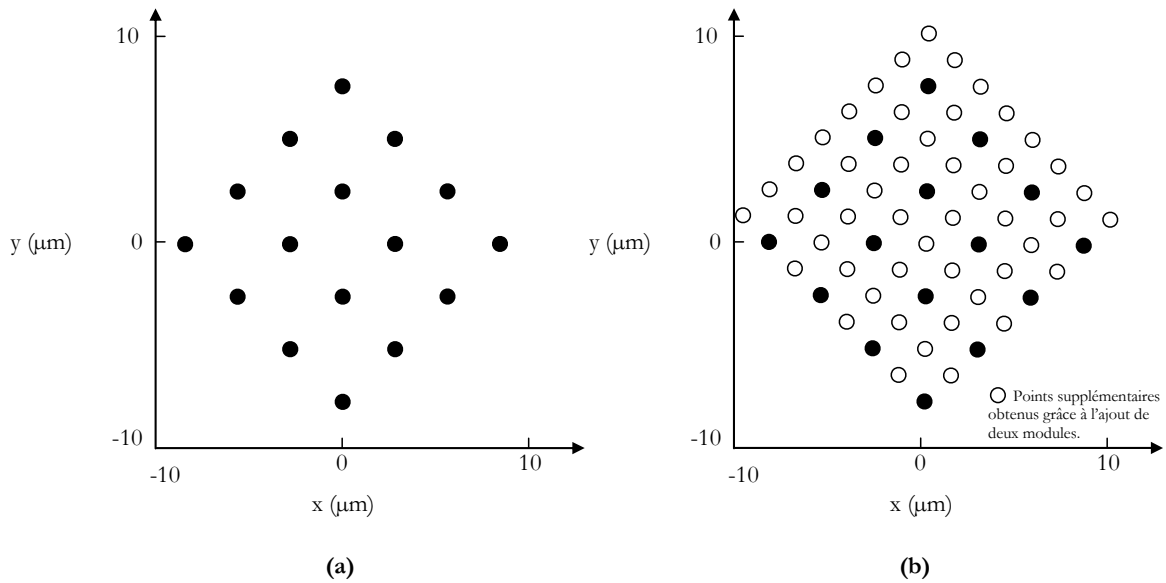 10
y (µm)
0
-10
-10
0
10
x (µm)
(a)
10
y (µm)
0
-10
-10
0
10
x (µm)
Points supplémentaires
obtenus grâce à l'ajout de
deux modules.
(b)